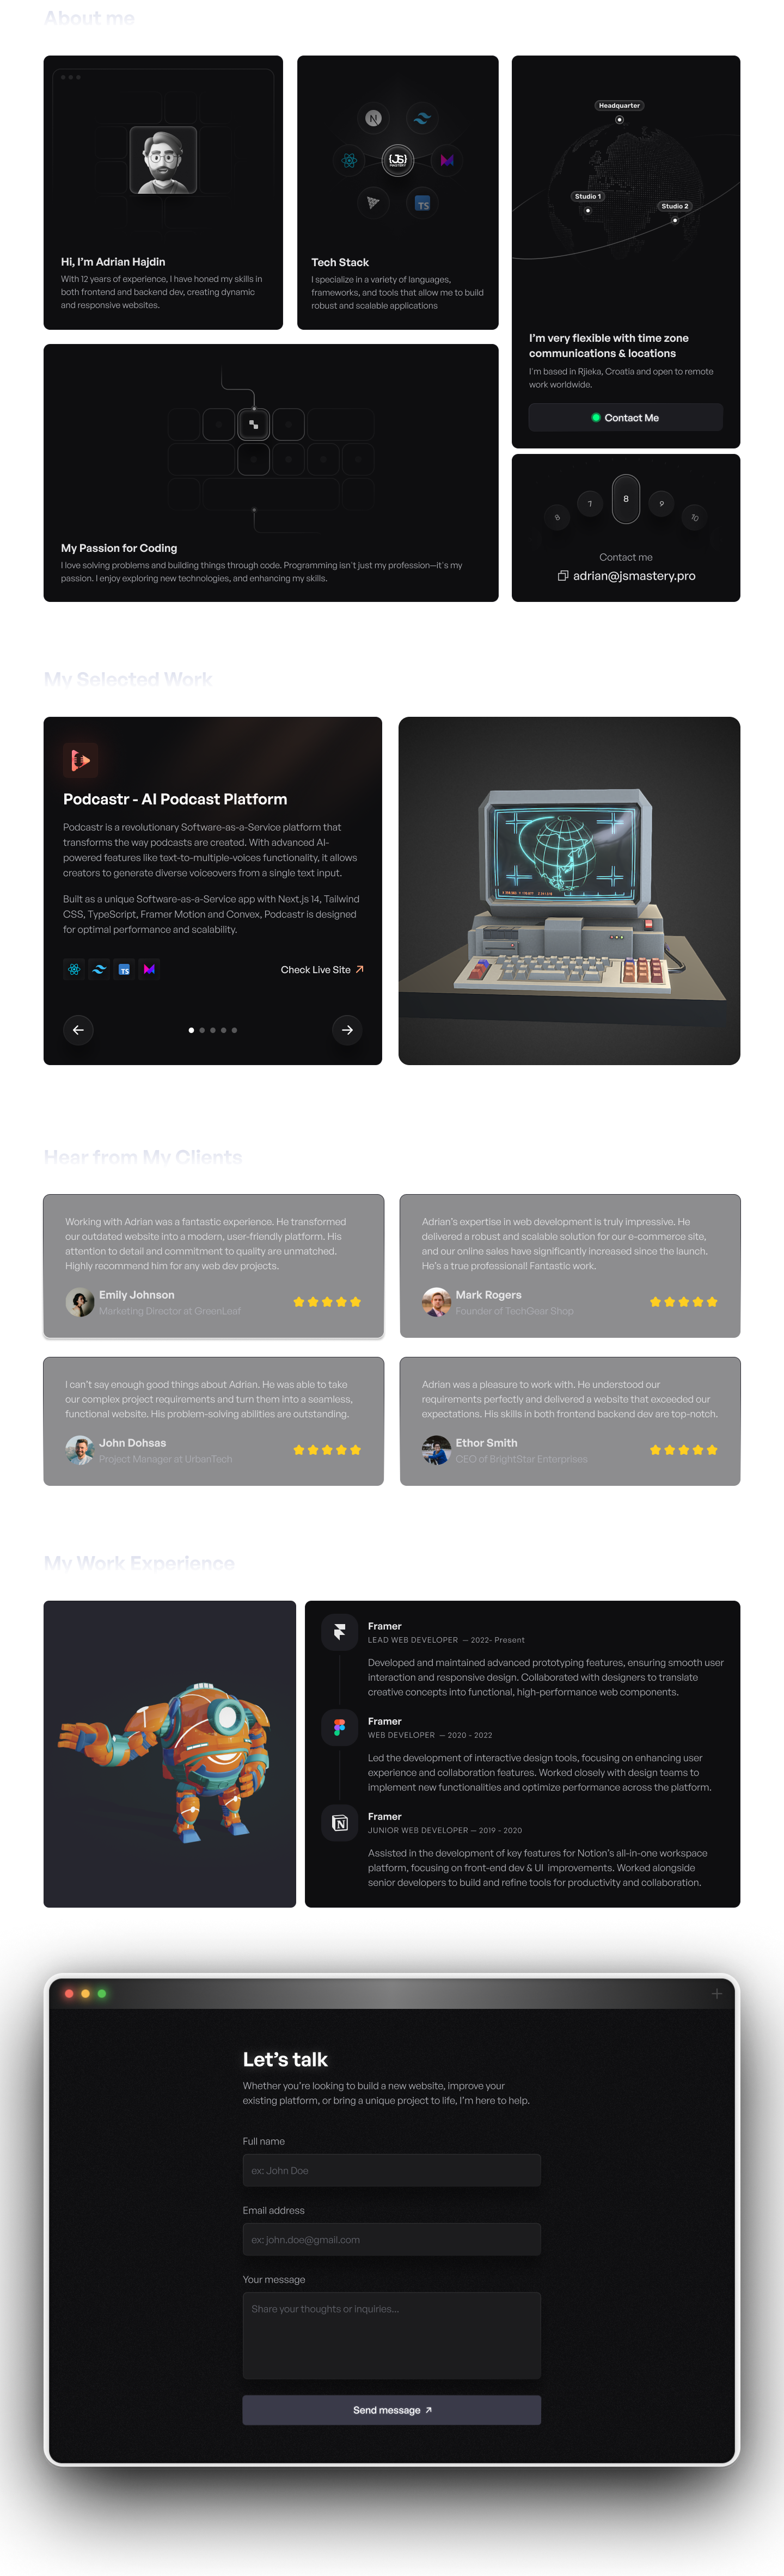 About me
Hi, I’m Adrian Hajdin
With 12 years of experience, I have honed my skills in
both frontend and backend dev, creating dynamic
and responsive websites.
N
{JS}
MASTERY
TS
Tech Stack
I specialize in a variety of languages,
frameworks, and tools that allow me to build
robust and scalable applications
Headquarter
Studio 1
Studio 2
I’m very flexible with time zone
communications & locations
I'm based in Rjieka, Croatia and open to remote
work worldwide.
Contact Me
My Passion for Coding
I love solving problems and building things through code. Programming isn't just my profession—it's my
passion. I enjoy exploring new technologies, and enhancing my skills.
7
8
9
10
Contact me
adrian@jsmastery.pro
My Selected Work
Podcastr - AI Podcast Platform
Podcastr is a revolutionary Software-as-a-Service platform that
transforms the way podcasts are created. With advanced AI-
powered features like text-to-multiple-voices functionality, it allows
creators to generate diverse voiceovers from a single text input.
Built as a unique Software-as-a-Service app with Next.js 14, Tailwind
CSS, TypeScript, Framer Motion and Convex, Podcastr is designed
for optimal performance and scalability.
TS
Check Live Site
Hear from My Clients
Working with Adrian was a fantastic experience. He transformed
our outdated website into a modern, user-friendly platform. His
attention to detail and commitment to quality are unmatched.
Highly recommend him for any web dev projects.
Emily Johnson
Marketing Director at GreenLeaf
Adrian’s expertise in web development is truly impressive. He
delivered a robust and scalable solution for our e-commerce site,
and our online sales have significantly increased since the launch.
He’s a true professional! Fantastic work.
Mark Rogers
Founder of TechGear Shop
I can’t say enough good things about Adrian. He was able to take
our complex project requirements and turn them into a seamless,
functional website. His problem-solving abilities are outstanding.
John Dohsas
Project Manager at UrbanTech
Adrian was a pleasure to work with. He understood our
requirements perfectly and delivered a website that exceeded our
expectations. His skills in both frontend backend dev are top-notch.
Ethor Smith
CEO of BrightStar Enterprises
My Work Experience
Framer
LEAD WEB DEVELOPER — 2022- Present
Developed and maintained advanced prototyping features, ensuring smooth user
interaction and responsive design. Collaborated with designers to translate
creative concepts into functional, high-performance web components.
Framer
WEB DEVELOPER — 2020 - 2022
Led the development of interactive design tools, focusing on enhancing user
experience and collaboration features. Worked closely with design teams to
implement new functionalities and optimize performance across the platform.
N
Framer
JUNIOR WEB DEVELOPER — 2019 - 2020
Assisted in the development of key features for Notion’s all-in-one workspace
platform, focusing on front-end dev & UI improvements. Worked alongside
senior developers to build and refine tools for productivity and collaboration.
Let’s talk
Whether you’re looking to build a new website, improve your
existing platform, or bring a unique project to life, I’m here to help.
Full name
ex: John Doe
Email address
ex: john.doe@gmail.com
Your message
Share your thoughts or inquiries...
Send message